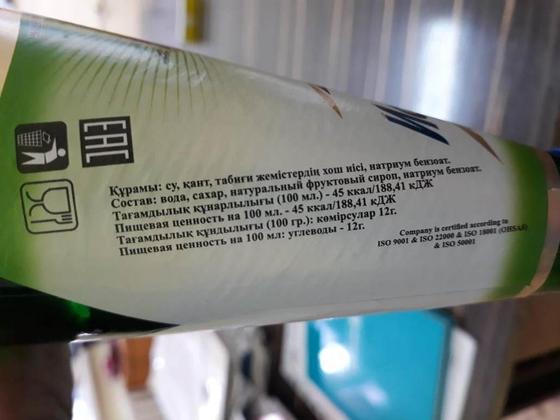 EAC
Құрамы: су, қант, табиғи жемістердің хош иісі, натрий бензоат.
Состав: вода, сахар, натуральный фруктовый сироп, натриум бензоат.
Тағамдылық құнарлылығы (100 мл.) - 45 ккал/188,41 кДЖ
Пищевая ценность на 100 мл. - 45 ккал/188,41 кДЖ
Тағамдылық құндылығы (100 гр.): көмірсулар 12г.
Пищевая ценность на 100 мл: углеводы - 12г.
Company is certified according to
ISO 9001 & ISO 22000 & ISO 18001 (OHSAS)
& ISO 50001